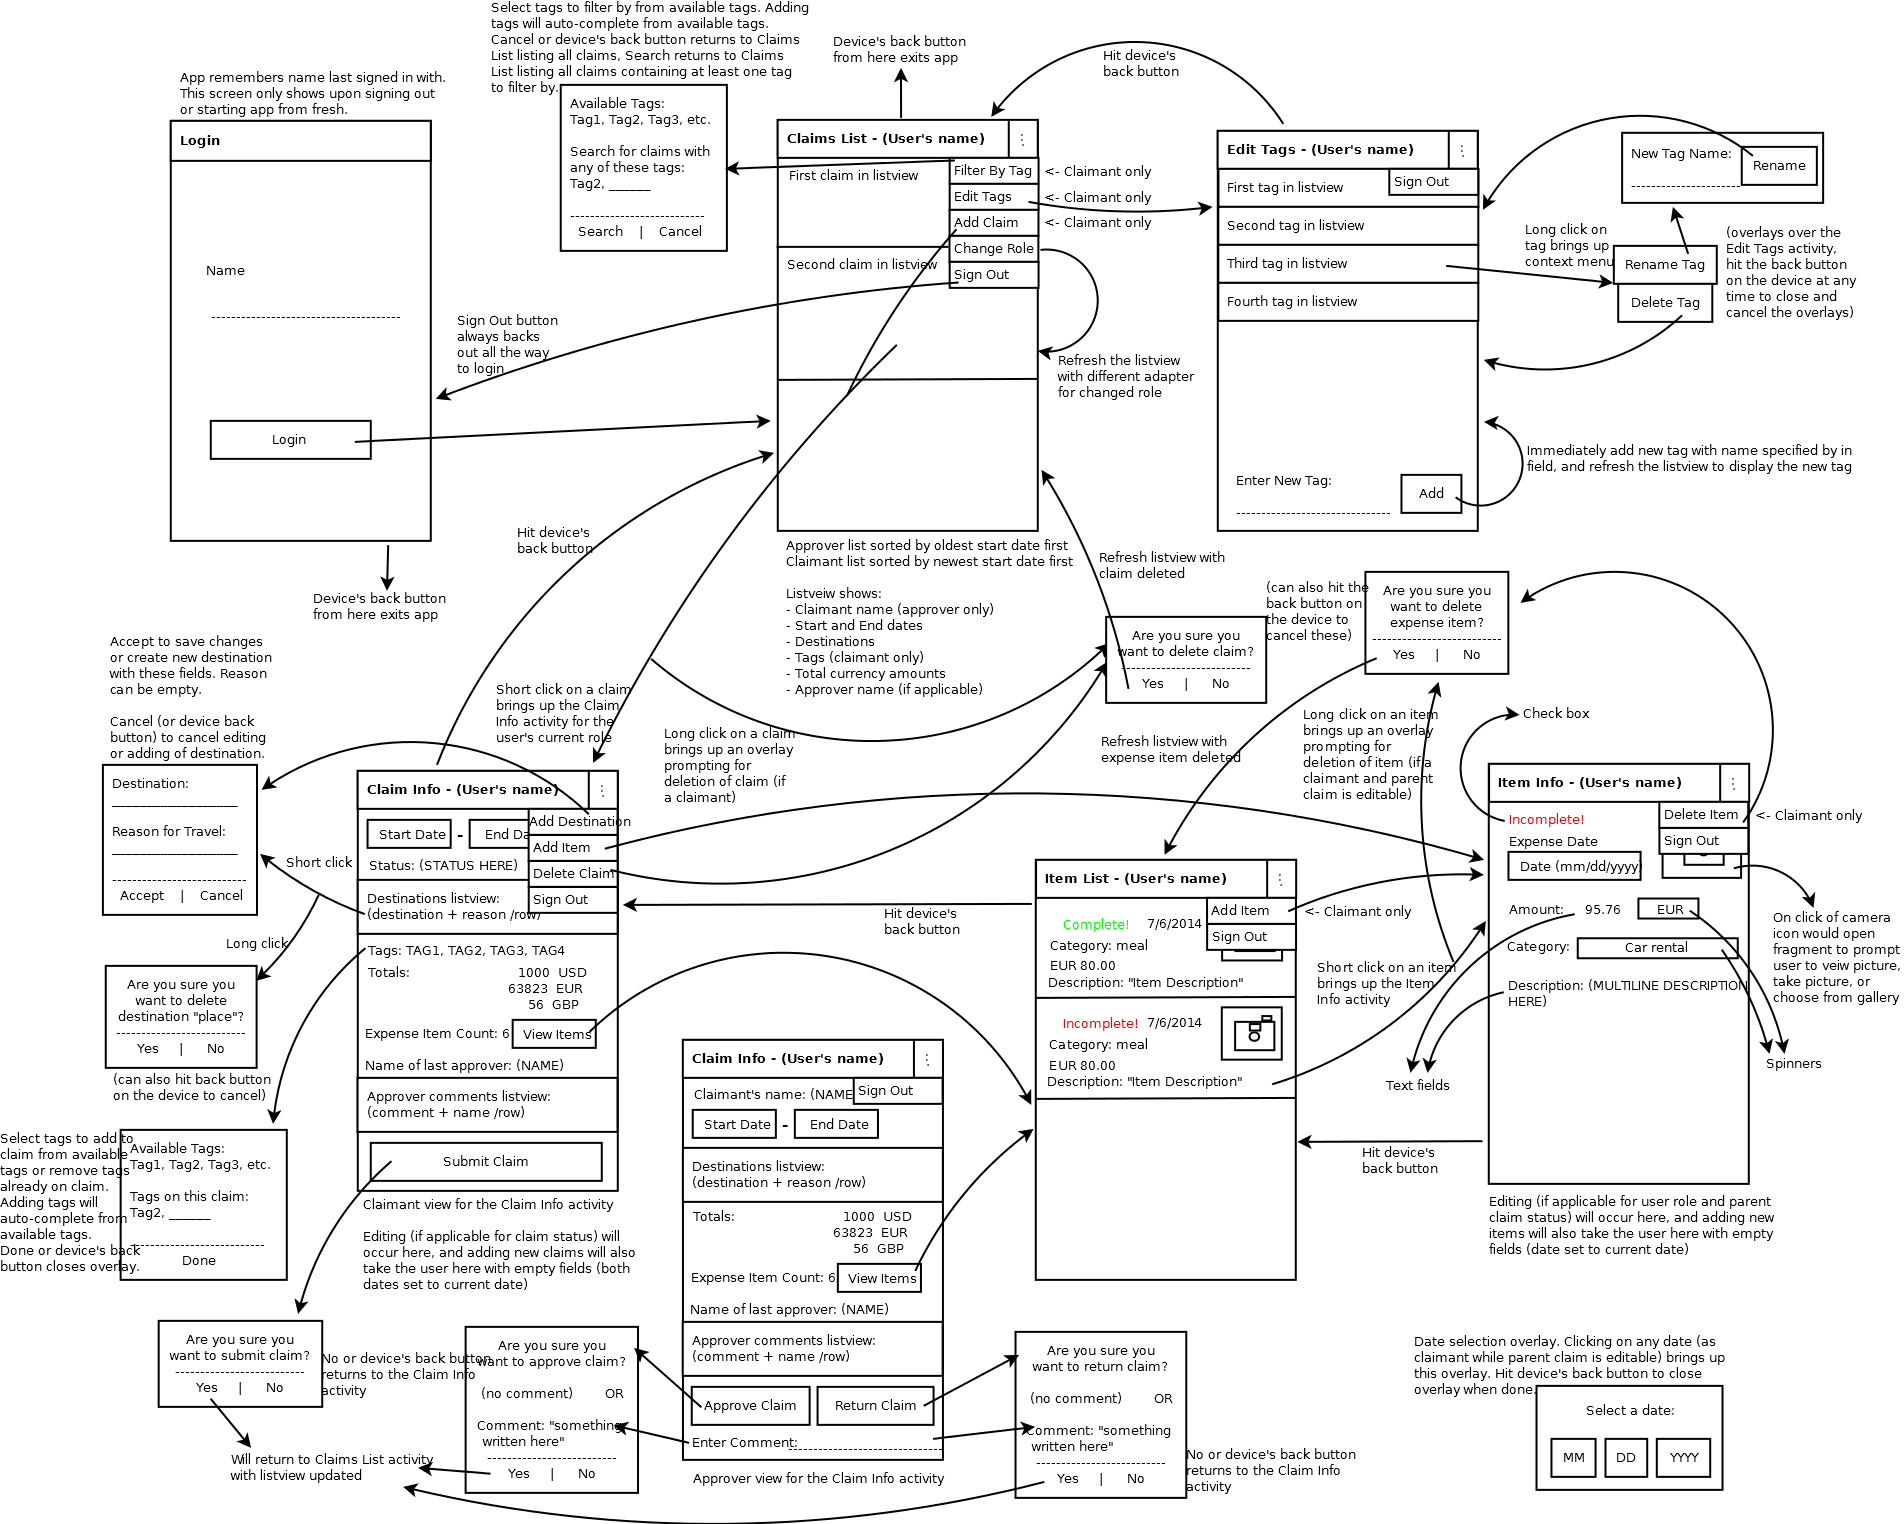 Select tags to filter by from available tags. Adding
tags will auto-complete from available tags.
Cancel or device's back button returns to Claims
List listing all claims, Search returns to Claims
List listing all claims containing at least one tag
to filter by.
Device's back button
from here exits app
Hit device's
back button
App remembers name last signed in with.
This screen only shows upon signing out
or starting app from fresh.
Login
Name
Login
Device's back button
from here exits app
Available Tags:
Tag1, Tag2, Tag3, etc.
Search for claims with
any of these tags:
Tag2, ______
Search | Cancel
Sign Out button
always backs
out all the way
to login
Claims List - (User's name)
First claim in listview
Second claim in listview
Filter By Tag
Edit Tags
Add Claim
Change Role
Sign Out
<- Claimant only
<- Claimant only
<- Claimant only
Refresh the listview
with different adapter
for changed role
Approver list sorted by oldest start date first
Claimant list sorted by newest start date first
Listveiw shows:
- Claimant name (approver only)
- Start and End dates
- Destinations
- Tags (claimant only)
- Total currency amounts
- Approver name (if applicable)
Edit Tags - (User's name)
Sign Out
First tag in listview
Second tag in listview
Third tag in listview
Fourth tag in listview
Enter New Tag:
Add
New Tag Name:
Rename
Long click on
tag brings up
context menu
Rename Tag
Delete Tag
(overlays over the
Edit Tags activity,
hit the back button
on the device at any
time to close and
cancel the overlays)
Immediately add new tag with name specified by in
field, and refresh the listview to display the new tag
Hit device's
back button
Refresh listview with
claim deleted
(can also hit the
back button on
the device to
cancel these)
Are you sure you
want to delete claim?
Yes | No
Are you sure you
want to delete
expense item?
Yes | No
Accept to save changes
or create new destination
with these fields. Reason
can be empty.
Cancel (or device back
button) to cancel editing
or adding of destination.
Destination:
Reason for Travel:
Accept | Cancel
Short click on a claim
brings up the Claim
Info activity for the
user's current role
Long click on a claim
brings up an overlay
prompting for
deletion of claim (if
a claimant)
Refresh listview with
expense item deleted
Long click on an item
brings up an overlay
prompting for
deletion of item (if a
claimant and parent
claim is editable)
Check box
Short click
Long click
Are you sure you
want to delete
destination "place"?
Yes | No
(can also hit back button
on the device to cancel)
Claim Info - (User's name)
Add Destination
Add Item
Delete Claim
Sign Out
Start Date - End Da
Status: (STATUS HERE)
Destinations listview:
(destination + reason /row)
Tags: TAG1, TAG2, TAG3, TAG4
Totals:
1000 USD
63823 EUR
56 GBP
Expense Item Count: 6
View Items
Name of last approver: (NAME)
Approver comments listview:
(comment + name /row)
Submit Claim
Claimant view for the Claim Info activity
Editing (if applicable for claim status) will
occur here, and adding new claims will also
take the user here with empty fields (both
dates set to current date)
Select tags to add to
claim from available
tags or remove tags
already on claim.
Adding tags will
auto-complete from
available tags.
Done or device's back
button closes overlay.
Available Tags:
Tag1, Tag2, Tag3, etc.
Tags on this claim:
Tag2, ______
Done
Are you sure you
want to submit claim?
Yes | No
No or device's back button
returns to the Claim Info
activity
Will return to Claims List activity
with listview updated
Are you sure you
want to approve claim?
(no comment) OR
Comment: "something
written here"
Yes | No
Claim Info - (User's name)
Sign Out
Claimant's name: (NAME
Start Date - End Date
Destinations listview:
(destination + reason /row)
Totals:
1000 USD
63823 EUR
56 GBP
Expense Item Count: 6
View Items
Name of last approver: (NAME)
Approver comments listview:
(comment + name /row)
Approve Claim
Return Claim
Enter Comment:
Approver view for the Claim Info activity
Are you sure you
want to return claim?
(no comment) OR
Comment: "something
written here"
Yes | No
No or device's back button
returns to the Claim Info
activity
Hit device's
back button
Item List - (User's name)
Add Item
Sign Out
<- Claimant only
Complete! 7/6/2014
Category: meal
EUR 80.00
Description: "Item Description"
Incomplete! 7/6/2014
Category: meal
EUR 80.00
Description: "Item Description"
Short click on an item
brings up the Item
Info activity
Text fields
Hit device's
back button
Item Info - (User's name)
Delete Item
Sign Out
<- Claimant only
Incomplete!
Expense Date
Date (mm/dd/yyyy)
Amount: 95.76 EUR
Category: Car rental
Description: (MULTILINE DESCRIPTION
HERE)
On click of camera
icon would open
fragment to prompt
user to veiw picture,
take picture, or
choose from gallery
Spinners
Editing (if applicable for user role and parent
claim status) will occur here, and adding new
items will also take the user here with empty
fields (date set to current date)
Date selection overlay. Clicking on any date (as
claimant while parent claim is editable) brings up
this overlay. Hit device's back button to close
overlay when done.
Select a date:
MM DD YYYY